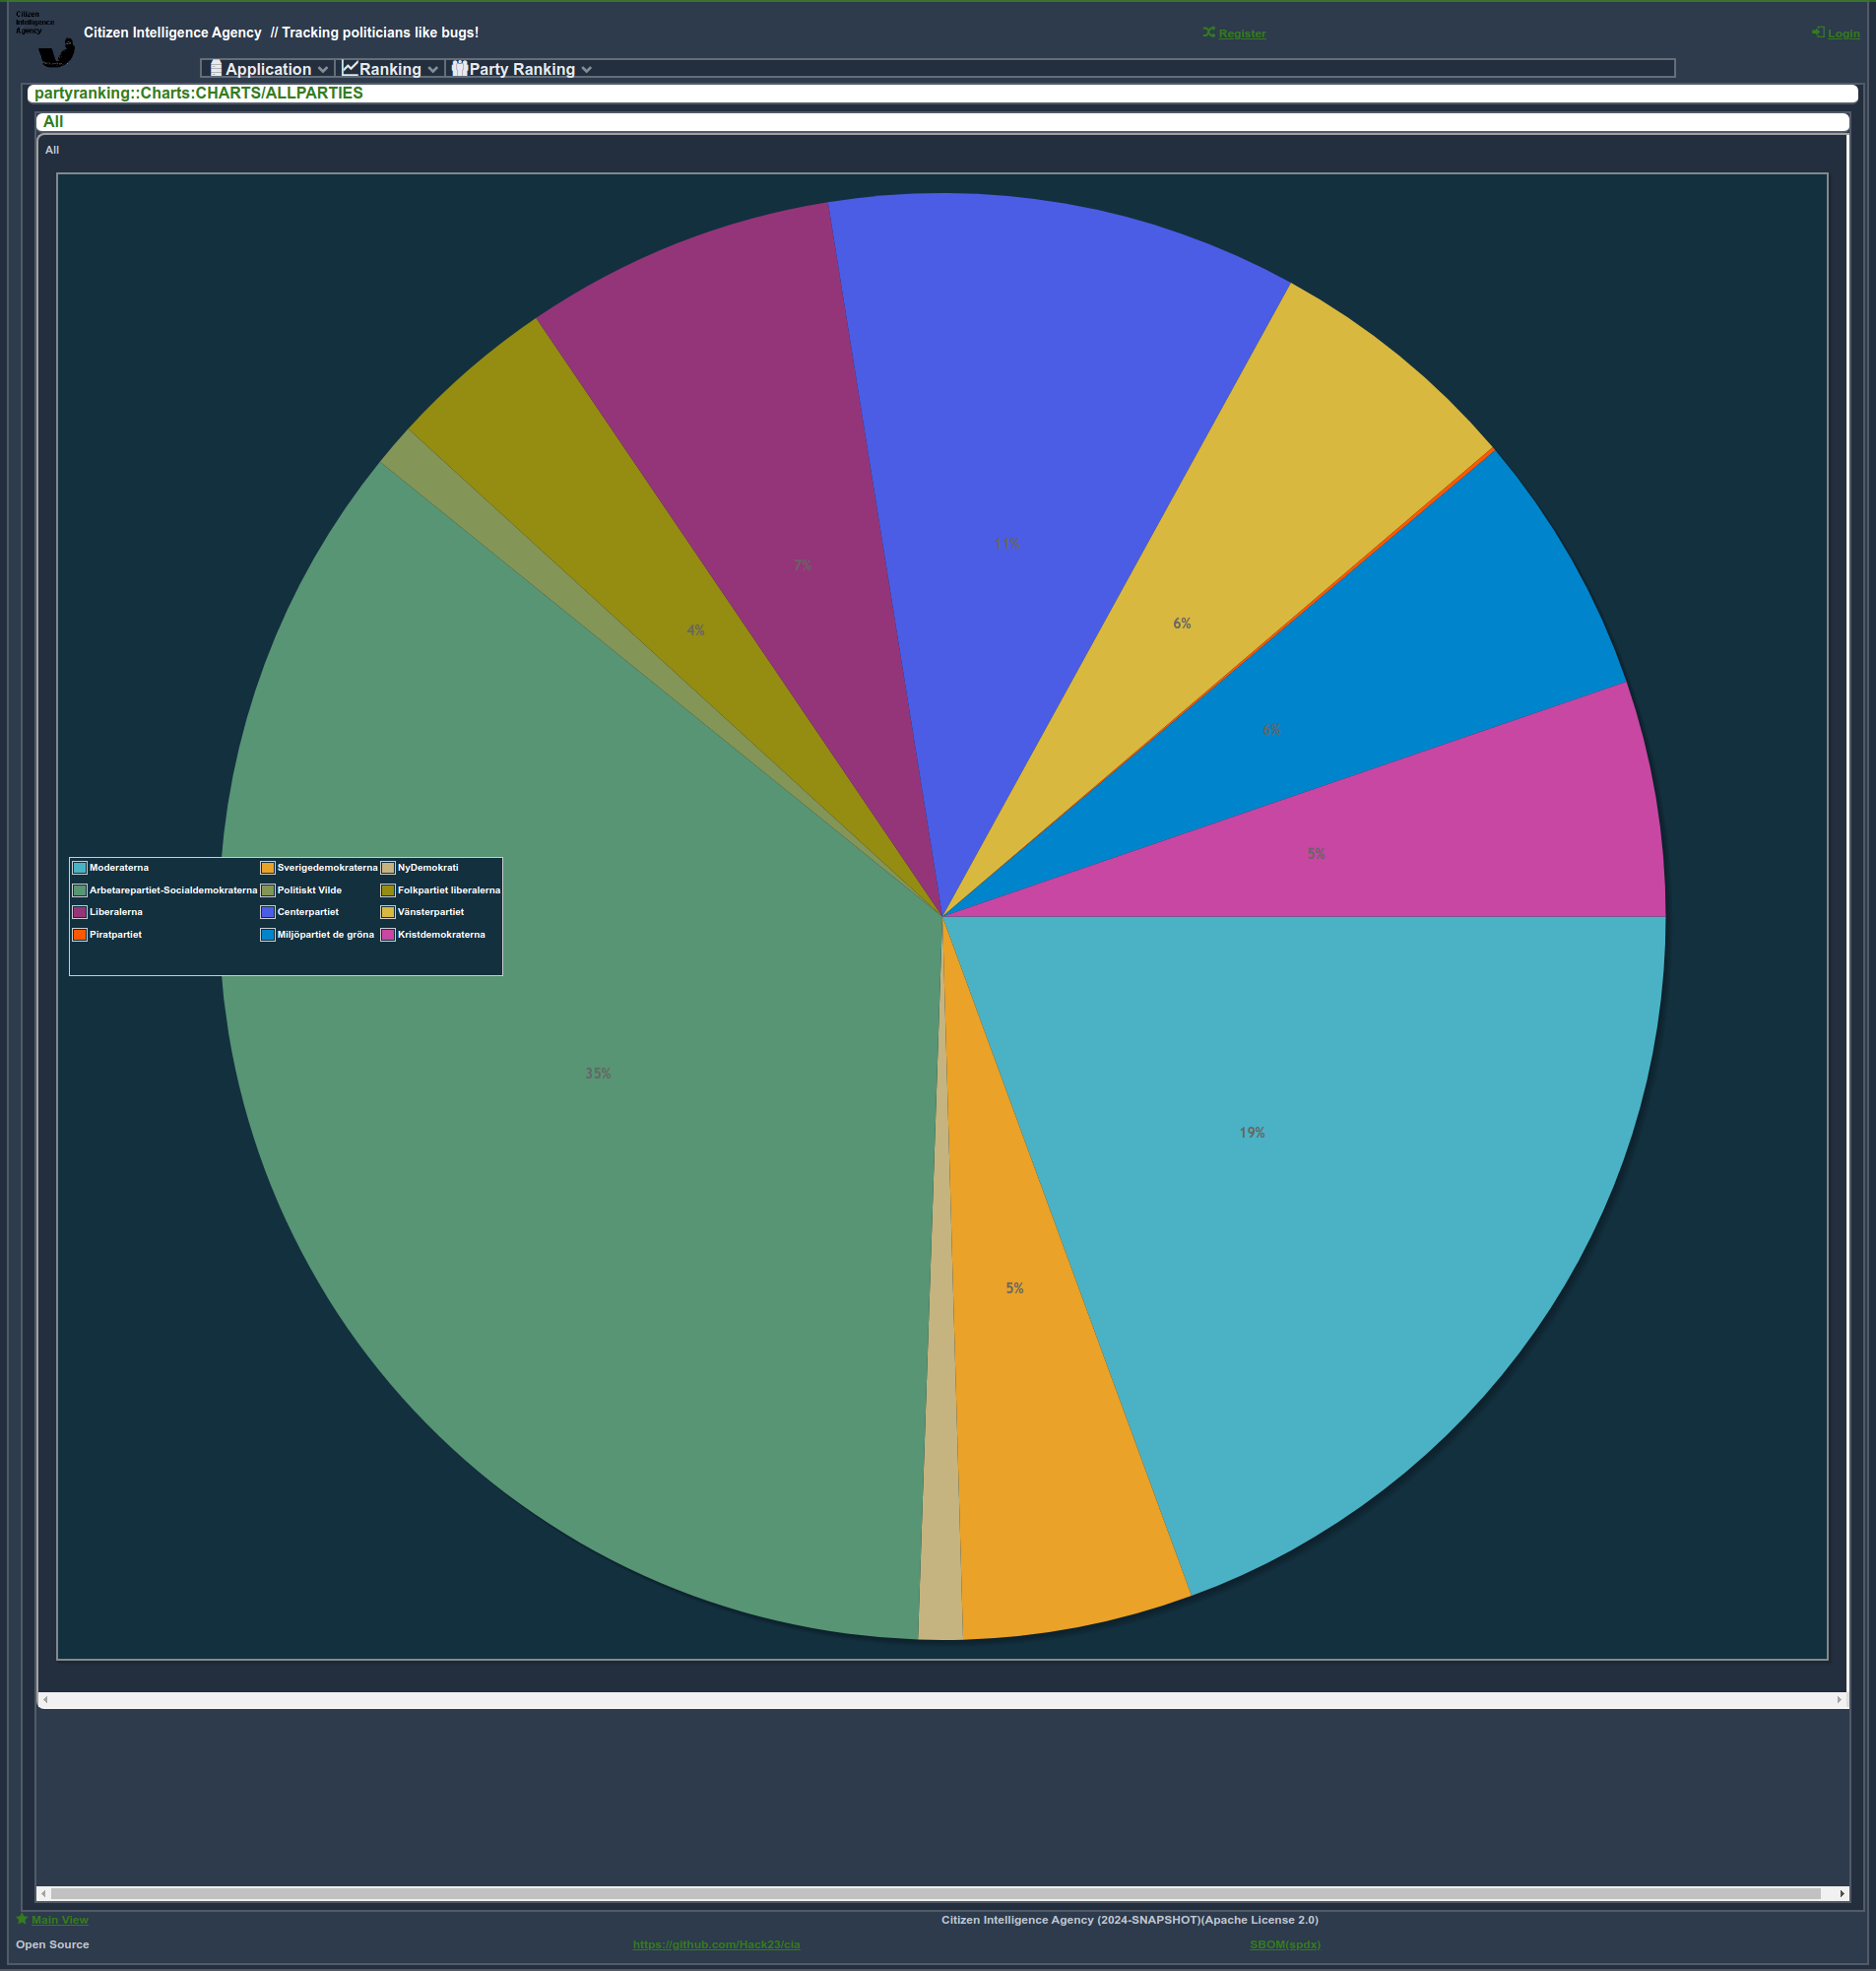 Citizen
Intelligence
Agency
Citizen Intelligence Agency // Tracking politicians like bugs!
Register
Login
Application
Ranking
Party Ranking
partyranking::Charts:CHARTS/ALLPARTIES
All
All
11%
7%
6%
4%
6%
5%
Moderaterna
Sverigedemokraterna
NyDemokrati
Arbetarepartiet-Socialdemokraterna
Politiskt Vilde
Folkpartiet liberalerna
Liberalerna
Centerpartiet
Vänsterpartiet
Piratpartiet
Miljöpartiet de gröna
Kristdemokraterna
35%
19%
5%
Main View
Citizen Intelligence Agency (2024-SNAPSHOT)(Apache License 2.0)
Open Source
https://github.com/Hack23/cia
SBOM(spdx)